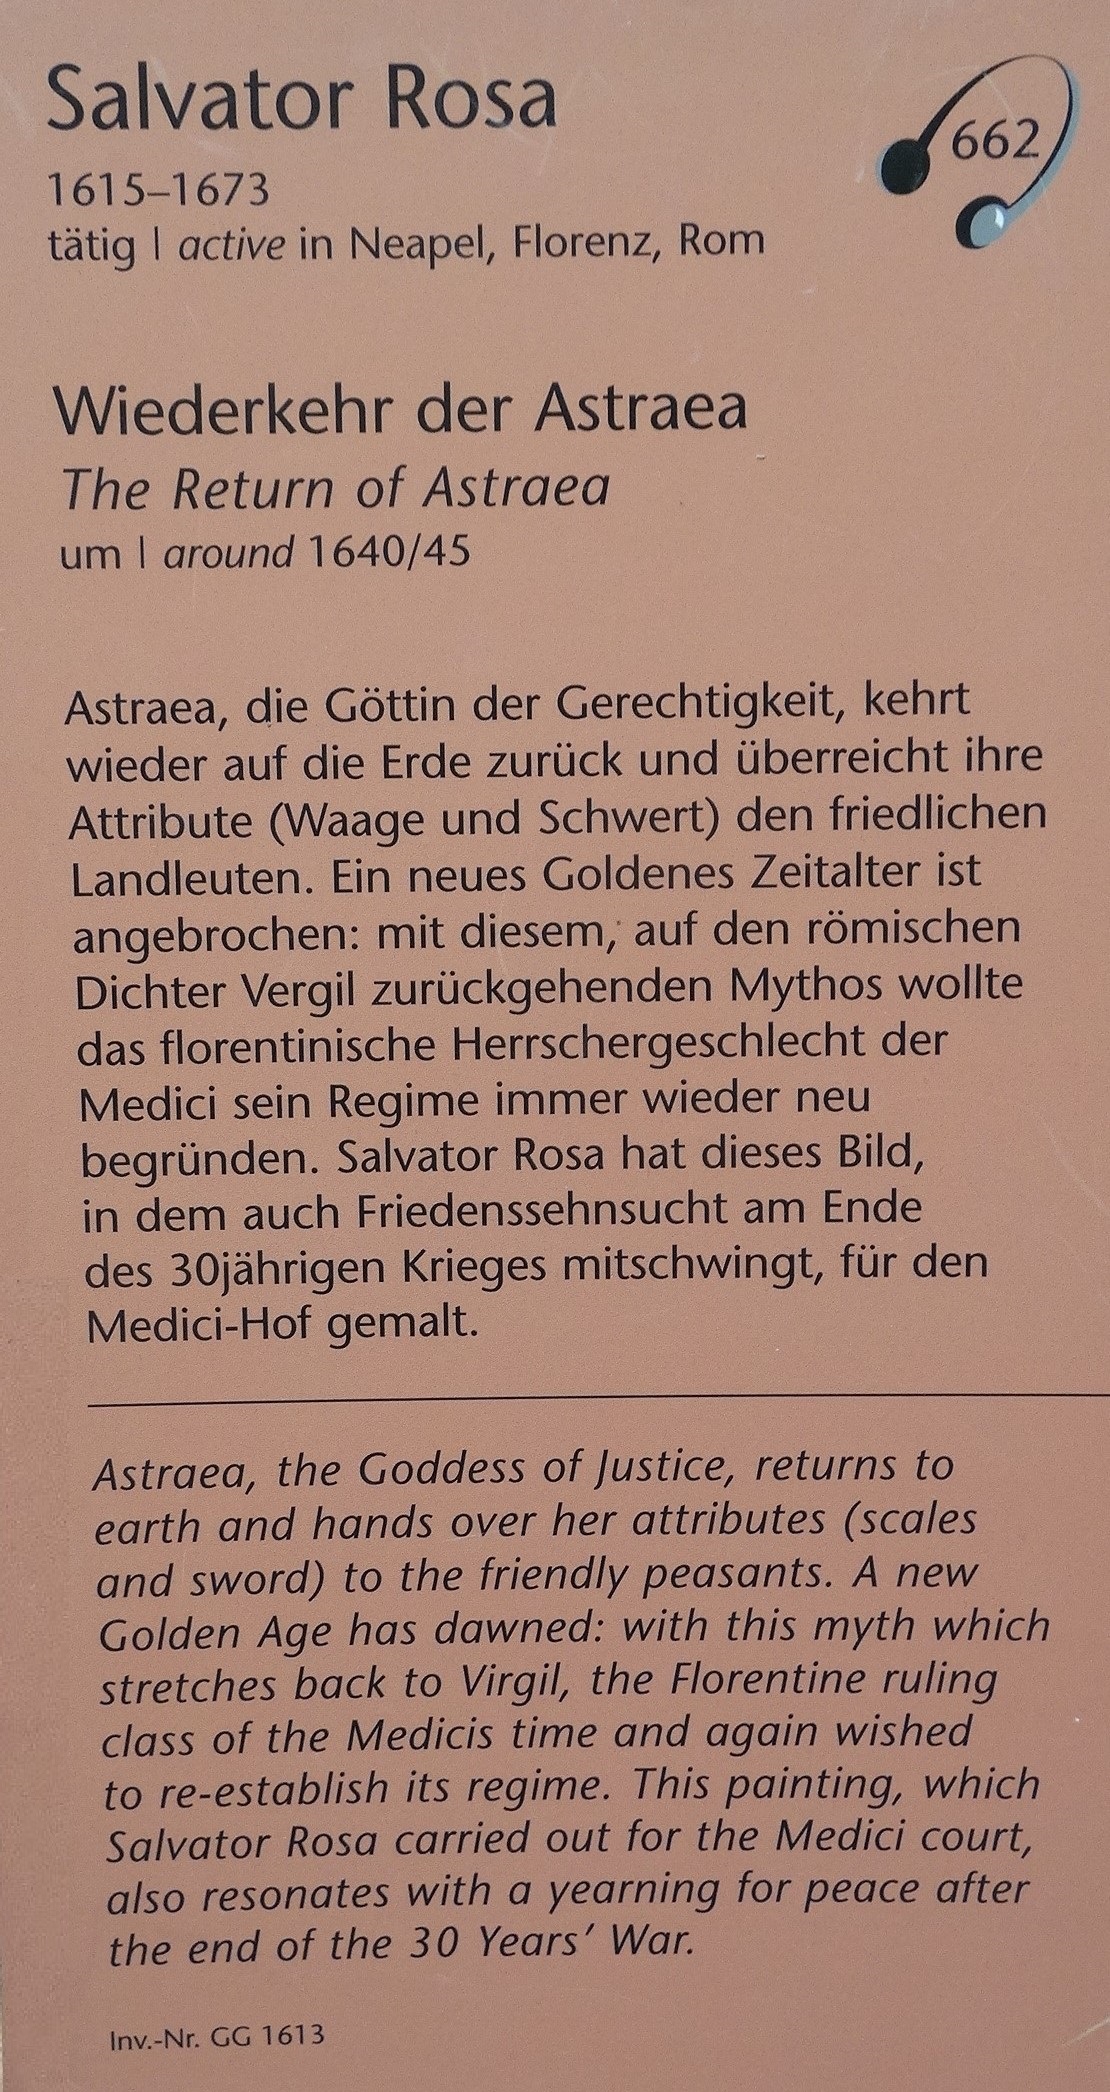 Salvator Rosa
662
1615–1673
tätig | active in Neapel, Florenz, Rom
Wiederkehr der Astraea
The Return of Astraea
um | around 1640/45
Astraea, die Göttin der Gerechtigkeit, kehrt
wieder auf die Erde zurück und überreicht ihre
Attribute (Waage und Schwert) den friedlichen
Landleuten. Ein neues Goldenes Zeitalter ist
angebrochen: mit diesem, auf den römischen
Dichter Vergil zurückgehenden Mythos wollte
das florentinische Herrschergeschlecht der
Medici sein Regime immer wieder neu
begründen. Salvator Rosa hat dieses Bild,
in dem auch Friedenssehnsucht am Ende
des 30jährigen Krieges mitschwingt, für den
Medici-Hof gemalt.
Astraea, the Goddess of Justice, returns to
earth and hands over her attributes (scales
and sword) to the friendly peasants. A new
Golden Age has dawned: with this myth which
stretches back to Virgil, the Florentine ruling
class of the Medicis time and again wished
to re-establish its regime. This painting, which
Salvator Rosa carried out for the Medici court,
also resonates with a yearning for peace after
the end of the 30 Years' War.
Inv.-Nr. GG 1613